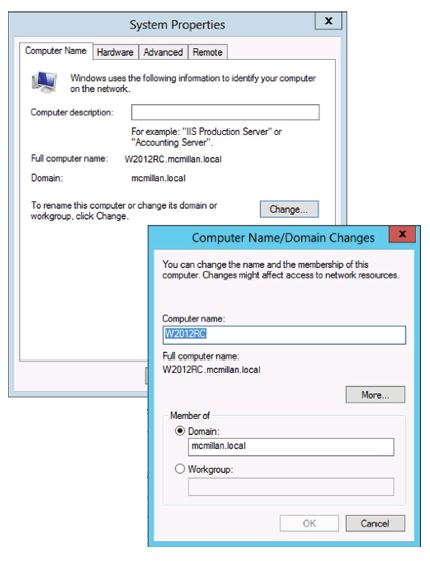 System Properties
x
Computer Name
Hardware
Advanced
Remote
Windows uses the following information to identify your computer
on the network.
Computer description:
For example: "IIS Production Server" or
"Accounting Server".
Full computer name: W2012RC.mcmillan.local
Domain: mcmillan.local
To rename this computer or change its domain or
workgroup, click Change.
Change...
Computer Name/Domain Changes
x
You can change the name and the membership of this
computer. Changes might affect access to network resources.
Computer name:
W2012RC
Full computer name:
W2012RC.mcmillan.local
More...
Member of
Domain:
mcmillan.local
Workgroup:
OK
Cancel